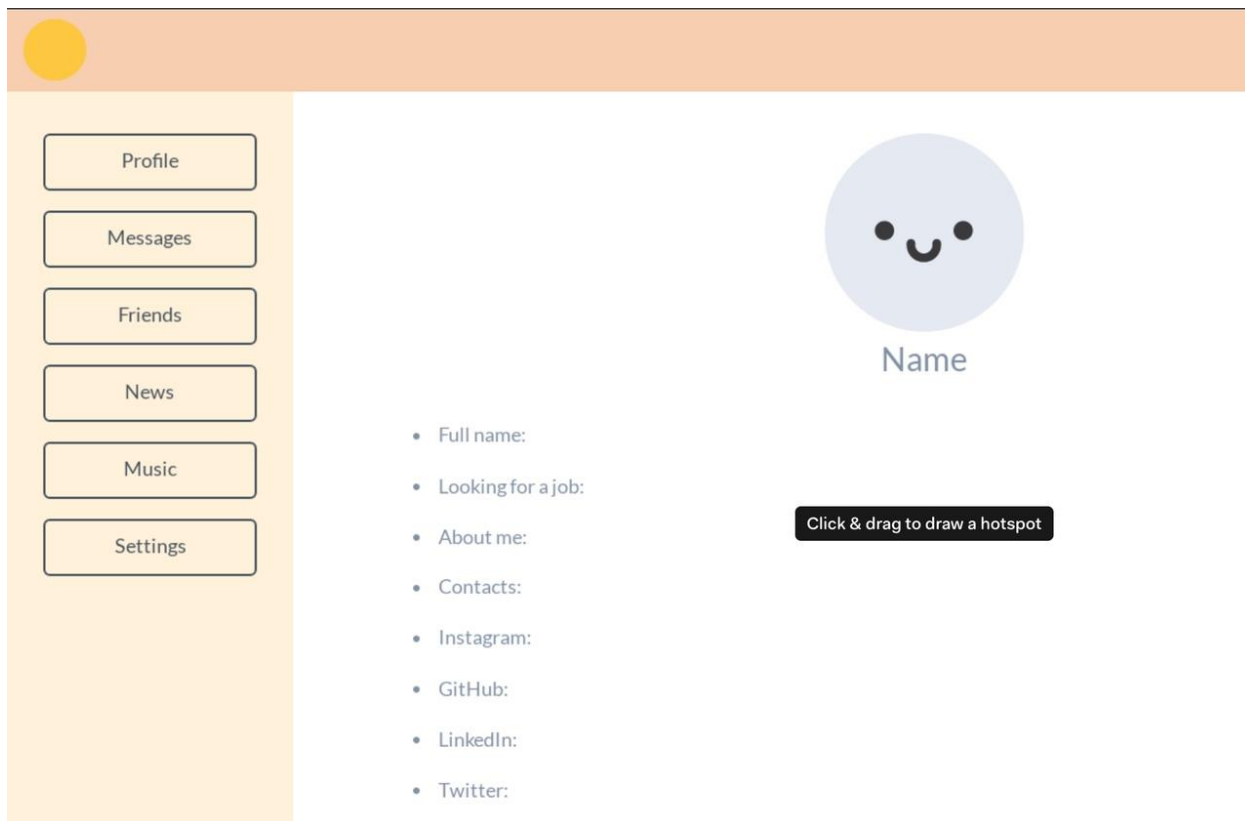 Profile
Messages
Friends
News
Music
Settings
Name
• Full name:
• Looking for a job:
• About me:
• Contacts:
• Instagram:
• GitHub:
• LinkedIn:
• Twitter:
Click & drag to draw a hotspot